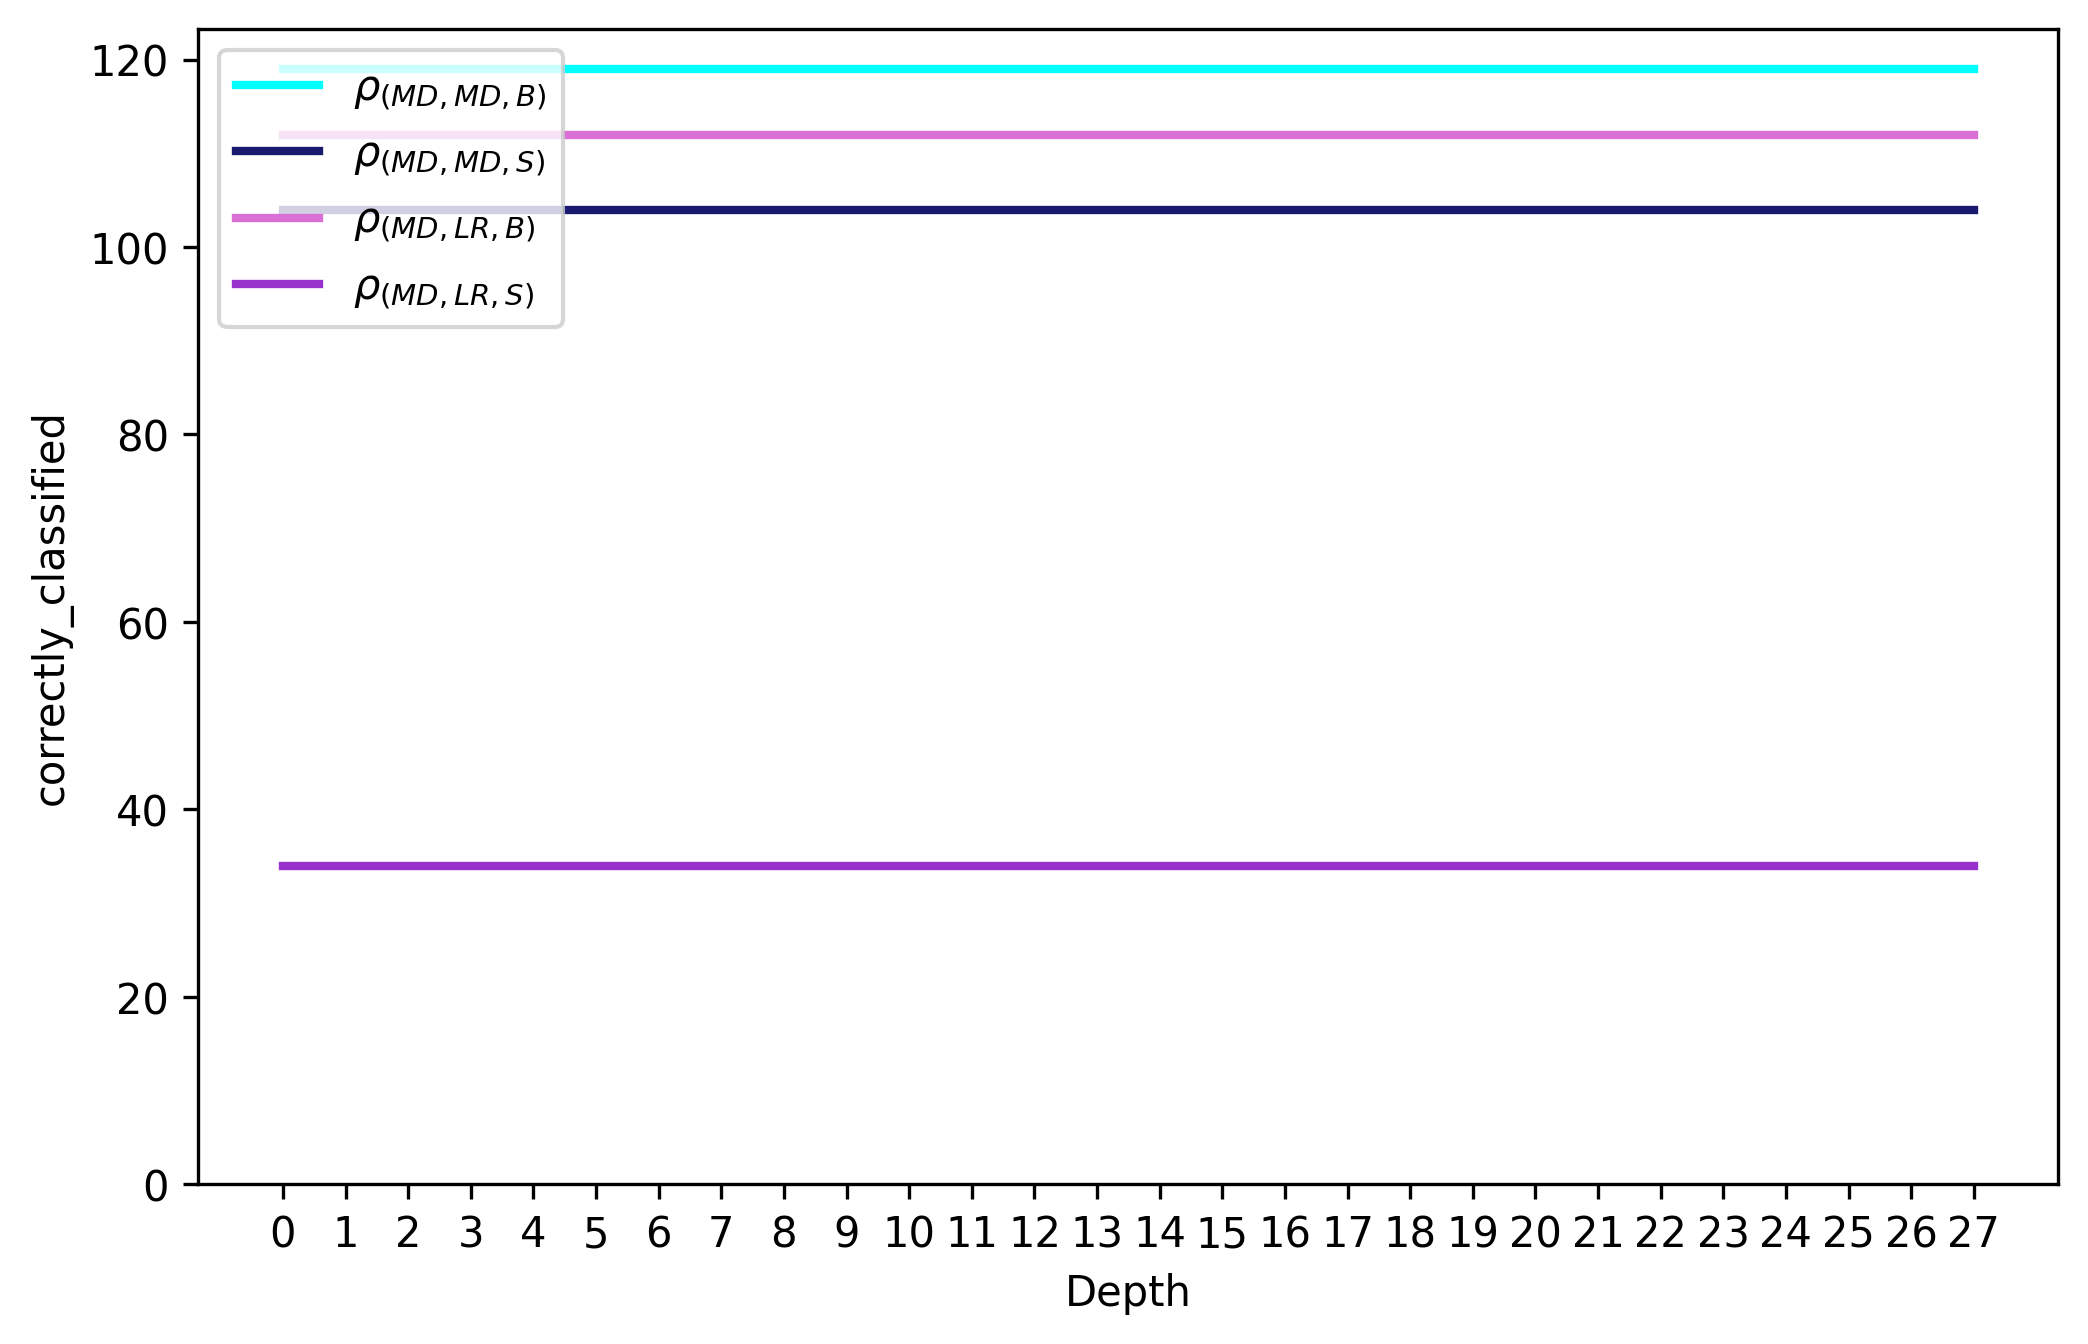 120
100
80
60
40
20
0
correctly_classified
ρ(MD, MD, B)
ρ(MD, MD, S)
ρ(MD, LR, B)
ρ(MD, LR, S)
0 1 2 3 4 5 6 7 8 9 10 11 12 13 14 15 16 17 18 19 20 21 22 23 24 25 26 27
Depth